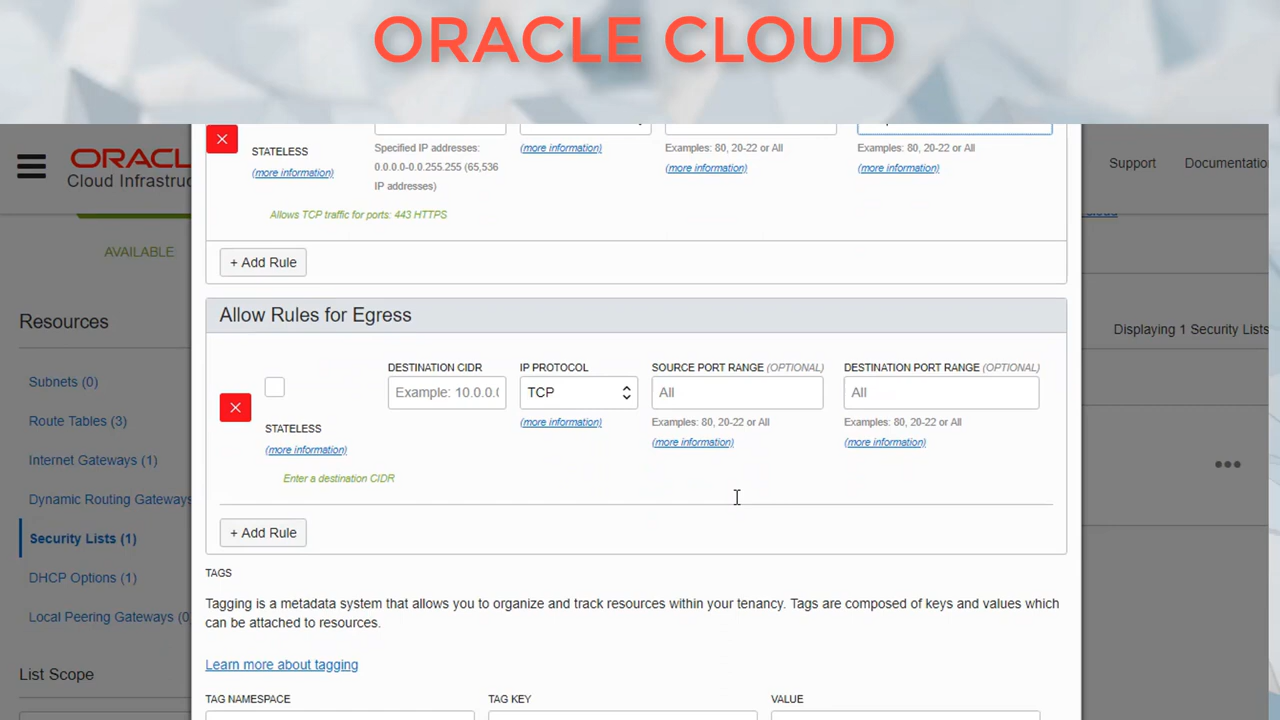 ORACLE CLOUD
ORACL
Cloud Infrastruc
Support
Documentatio
AVAILABLE
Resources
Subnets (0)
Route Tables (3)
Internet Gateways (1)
Dynamic Routing Gateways
Security Lists (1)
DHCP Options (1)
Local Peering Gateways (0
List Scope
STATELESS
(more information)
Specified IP addresses:
0.0.0.0-0.0.255.255 (65,536
IP addresses)
(more information)
Examples: 80, 20-22 or All
(more information)
Examples: 80, 20-22 or All
(more information)
Allows TCP traffic for ports: 443 HTTPS
+ Add Rule
Allow Rules for Egress
STATELESS
(more information)
DESTINATION CIDR
Example: 10.0.0.0
IP PROTOCOL
TCP
(more information)
SOURCE PORT RANGE (OPTIONAL)
All
Examples: 80, 20-22 or All
(more information)
DESTINATION PORT RANGE (OPTIONAL)
All
Examples: 80, 20-22 or All
(more information)
Enter a destination CIDR
+ Add Rule
TAGS
Tagging is a metadata system that allows you to organize and track resources within your tenancy. Tags are composed of keys and values which
can be attached to resources.
Learn more about tagging
TAG NAMESPACE
TAG KEY
VALUE
Displaying 1 Security Lists